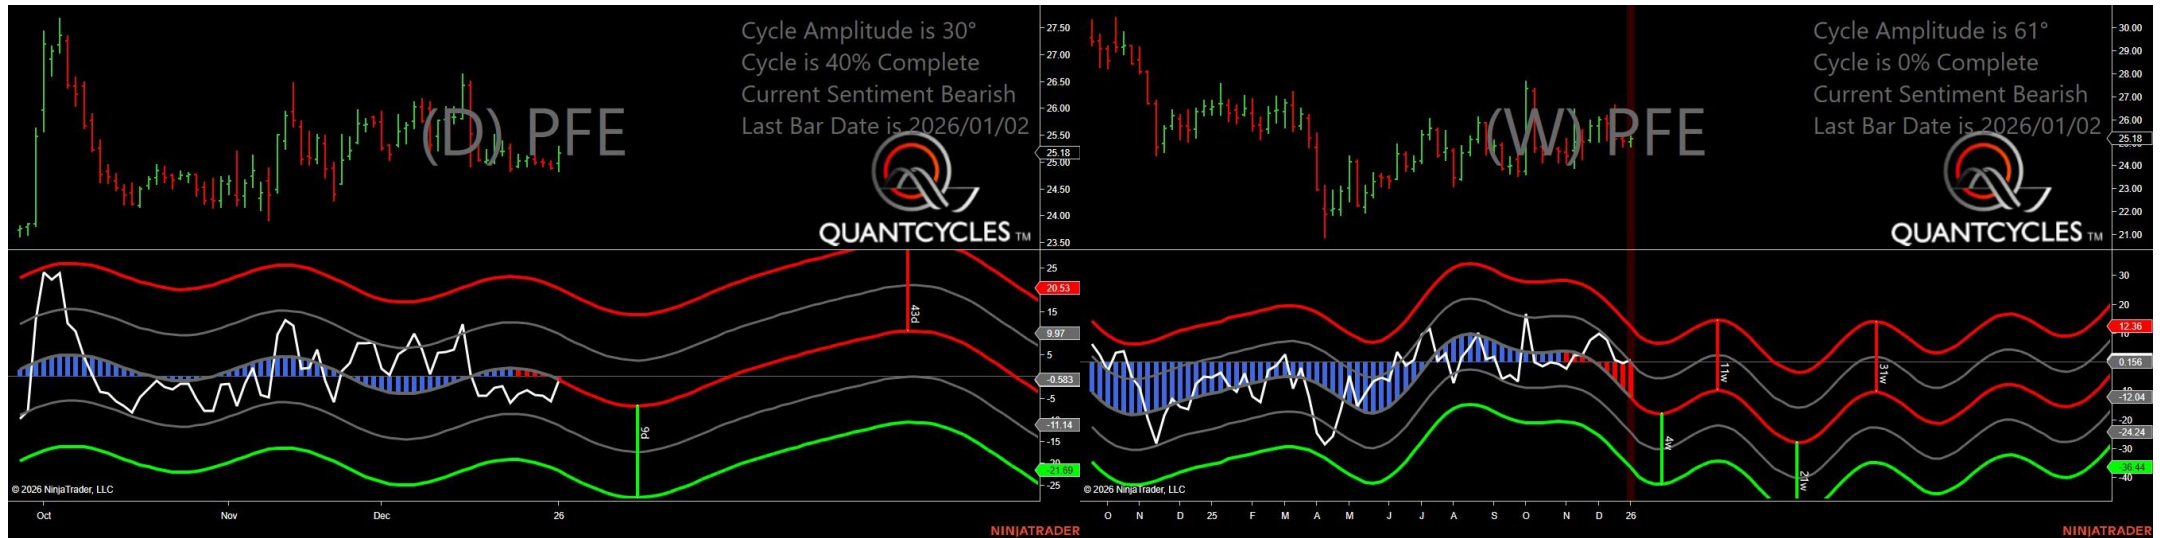 Cycle Amplitude is 30°
Cycle is 40% Complete
Current Sentiment Bearish
Last Bar Date is 2026/01/02
(D) PFE
QUANTCYCLES TM
27.50
27.00
26.50
26.00
25.50
25.18
25.00
24.50
24.00
23.50
25
20.53
15
9.97
5
-0.583
-5
-11.14
-15
-21.69
-25
43d
9d
© 2026 NinjaTrader, LLC
Oct
Nov
Dec
26
NINJATRADER
Cycle Amplitude is 61°
Cycle is 0% Complete
Current Sentiment Bearish
Last Bar Date is 2026/01/02
(W) PFE
QUANTCYCLES TM
30.00
29.00
28.00
27.00
26.00
25.18
24.00
23.00
22.00
21.00
30
20
12.36
0.156
-12.04
-20
-24.24
-30
-36.44
-40
11w
31w
4w
21w
© 2026 NinjaTrader, LLC
O N D 25 F M A M J J A S O N D 26
NINJATRADER